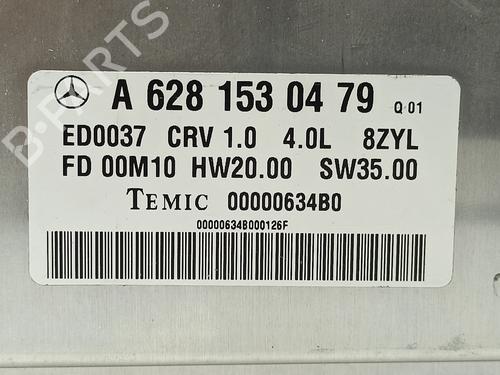 B-PARTS
A 628 153 04 79 Q 01
ED0037 CRV 1.0 4.0L 8ZYL
FD 00M10 HW20.00 SW35.00
TEMIC 00000634B0
00000634B000126F